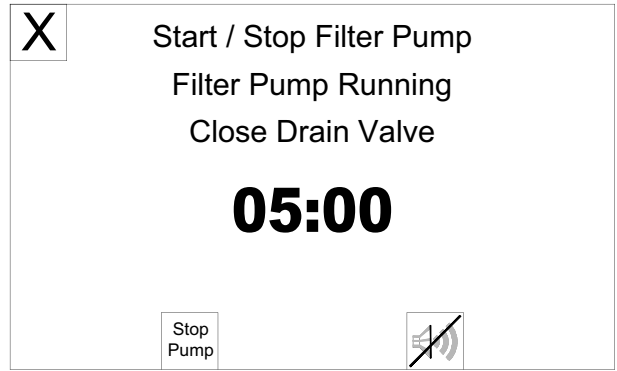 X
Start / Stop Filter Pump
Filter Pump Running
Close Drain Valve
05:00
Stop
Pump